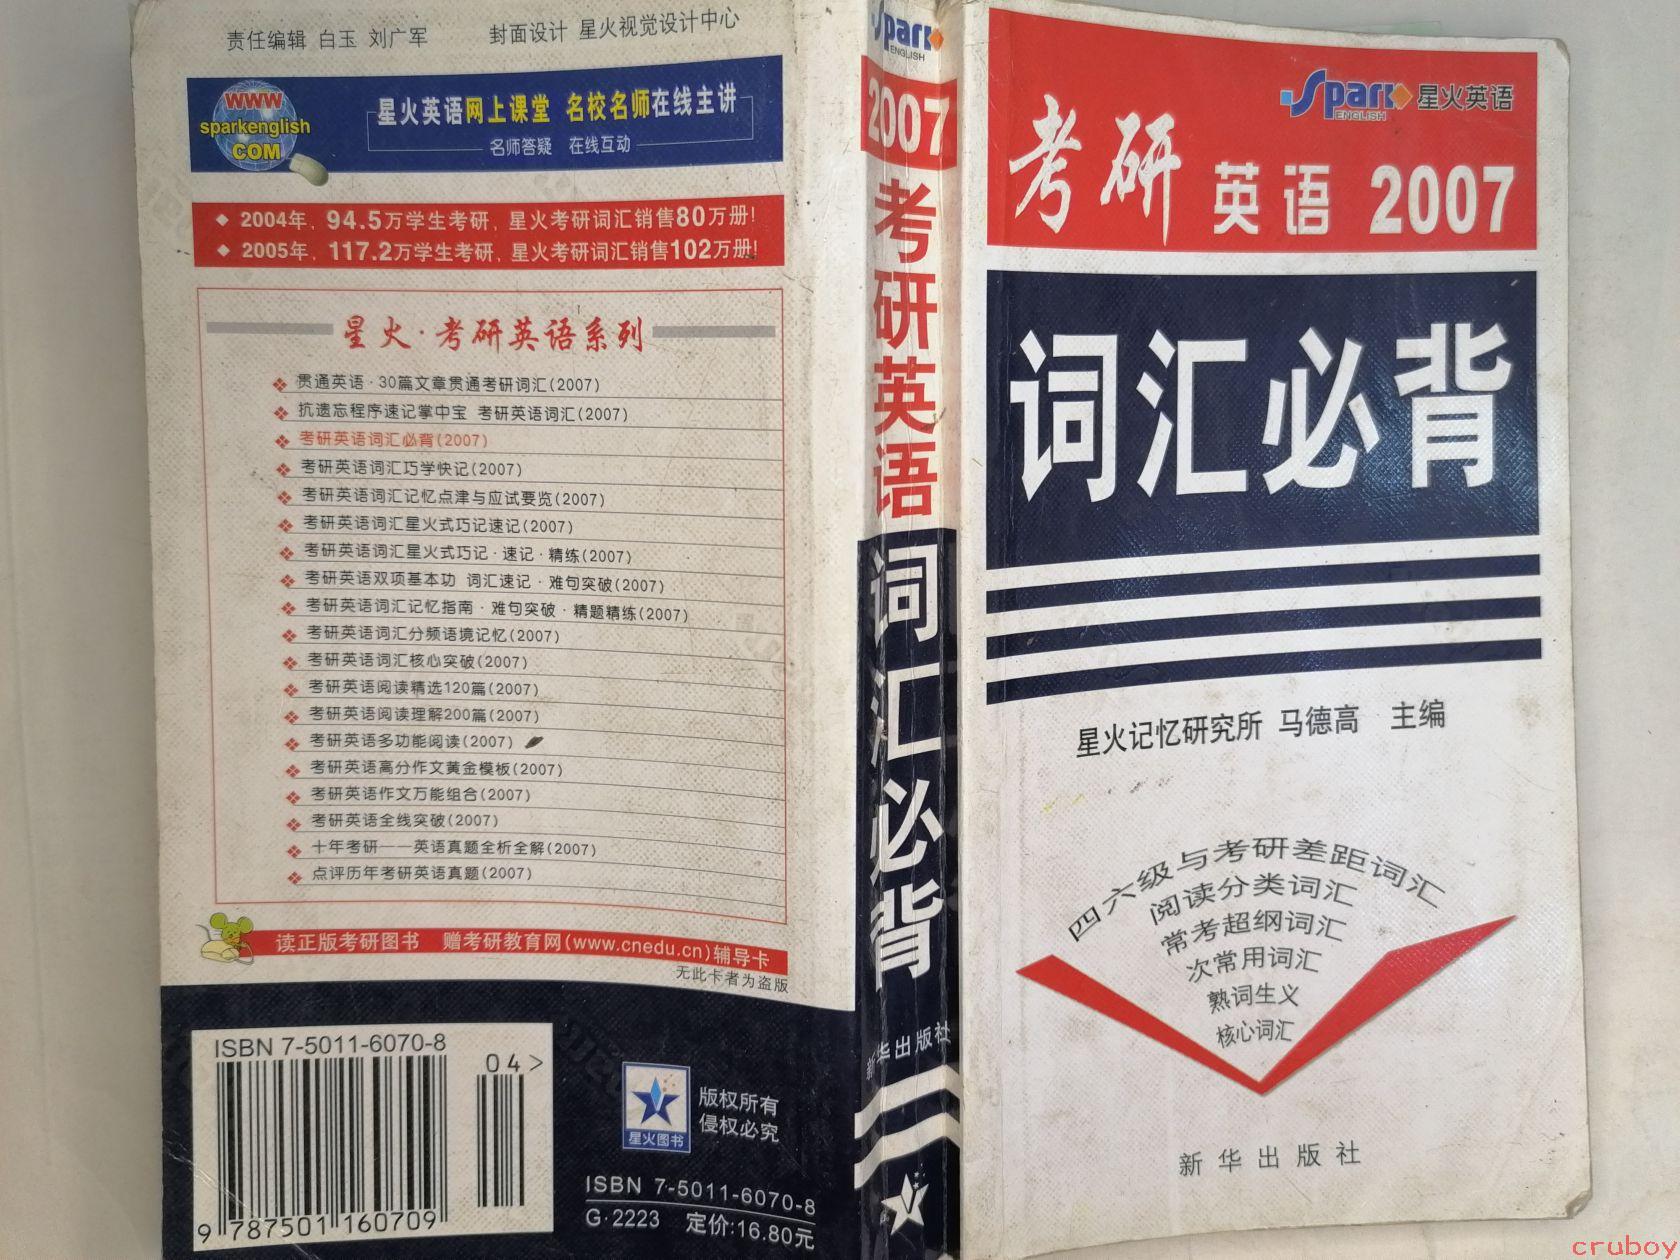 责任编辑 白玉 刘广军 封面设计 星火视觉设计中心
WWW
sparkenglish
COM
星火英语网上课堂 名校名师在线主讲
名师答疑 在线互动
◆ 2004年, 94.5万学生考研, 星火考研词汇销售80万册!
◆ 2005年, 117.2万学生考研, 星火考研词汇销售102万册!
星火·考研英语系列
贯通英语·30篇文章贯通考研词汇(2007)
抗遗忘程序速记掌中宝 考研英语词汇(2007)
考研英语词汇必背(2007)
考研英语词汇巧学快记(2007)
考研英语词汇记忆点津与应试要览(2007)
考研英语词汇星火式巧记速记(2007)
考研英语词汇星火式巧记·速记·精练(2007)
考研英语双项基本功 词汇速记·难句突破(2007)
考研英语词汇记忆指南·难句突破·精题精练(2007)
考研英语词汇分频语境记忆(2007)
考研英语词汇核心突破(2007)
考研英语阅读精选120篇(2007)
考研英语阅读理解200篇(2007)
考研英语多功能阅读(2007)
考研英语高分作文黄金模板(2007)
考研英语作文万能组合(2007)
考研英语全线突破(2007)
十年考研——英语真题全析全解(2007)
点评历年考研英语真题(2007)
读正版考研图书 赠考研教育网(www.cnedu.cn)辅导卡
无此卡者为盗版
ISBN 7-5011-6070-8
04>
9 787501 160709
星火图书
版权所有
侵权必究
ISBN 7-5011-6070-8
G·2223 定价:16.80元
Spark
ENGLISH
2007
考研英语
词汇必背
新华出版社
Spark 星火英语
ENGLISH
考研 英语 2007
词汇必背
星火记忆研究所 马德高 主编
四六级与考研差距词汇
阅读分类词汇
常考超纲词汇
次常用词汇
熟词生义
核心词汇
新华出版社
cruboy